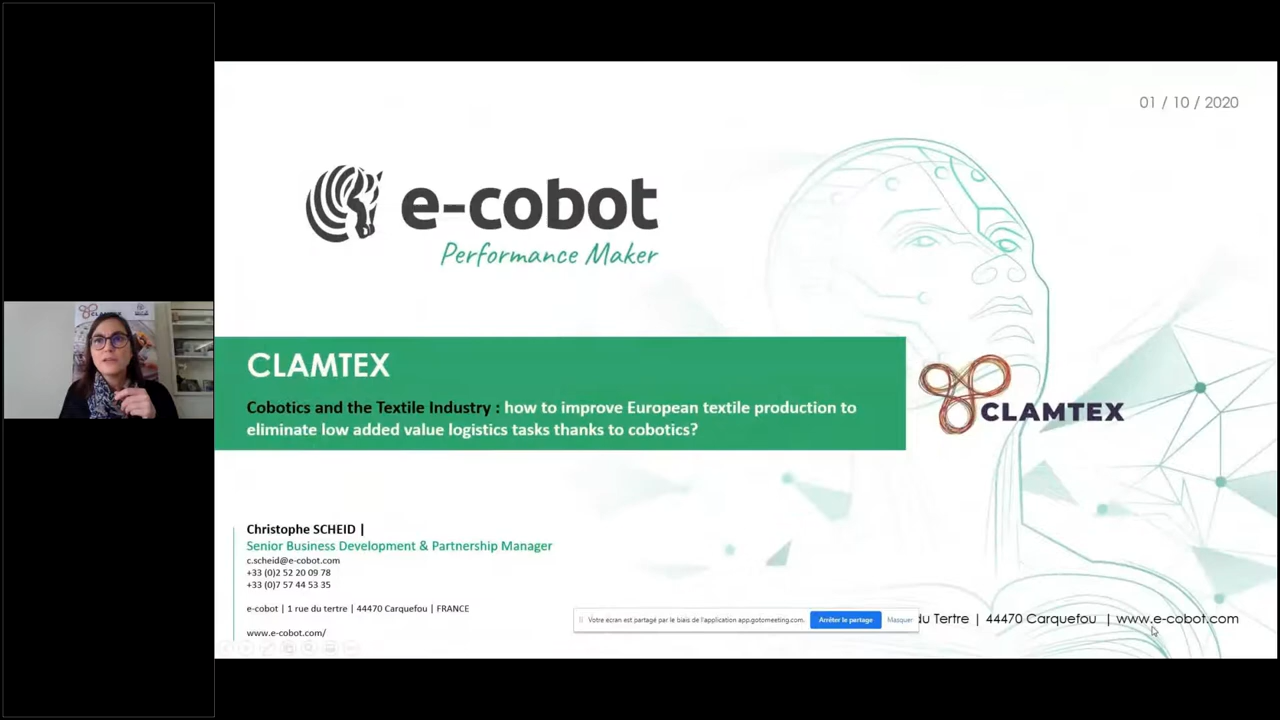 01 / 10 / 2020
e-cobot
Performance Maker
CLAMTEX
Cobotics and the Textile Industry : how to improve European textile production to
eliminate low added value logistics tasks thanks to cobotics?
CLAMTEX
CLAMTEX
Christophe SCHEID |
Senior Business Development & Partnership Manager
c.scheid@e-cobot.com
+33 (0)2 52 20 09 78
+33 (0)7 57 44 53 35
e-cobot | 1 rue du tertre | 44470 Carquefou | FRANCE
www.e-cobot.com/
Votre écran est partagé par le biais de l'application app.gotomeeting.com.
Arrêter le partage
Masquer
du Tertre | 44470 Carquefou | www.e-cobot.com